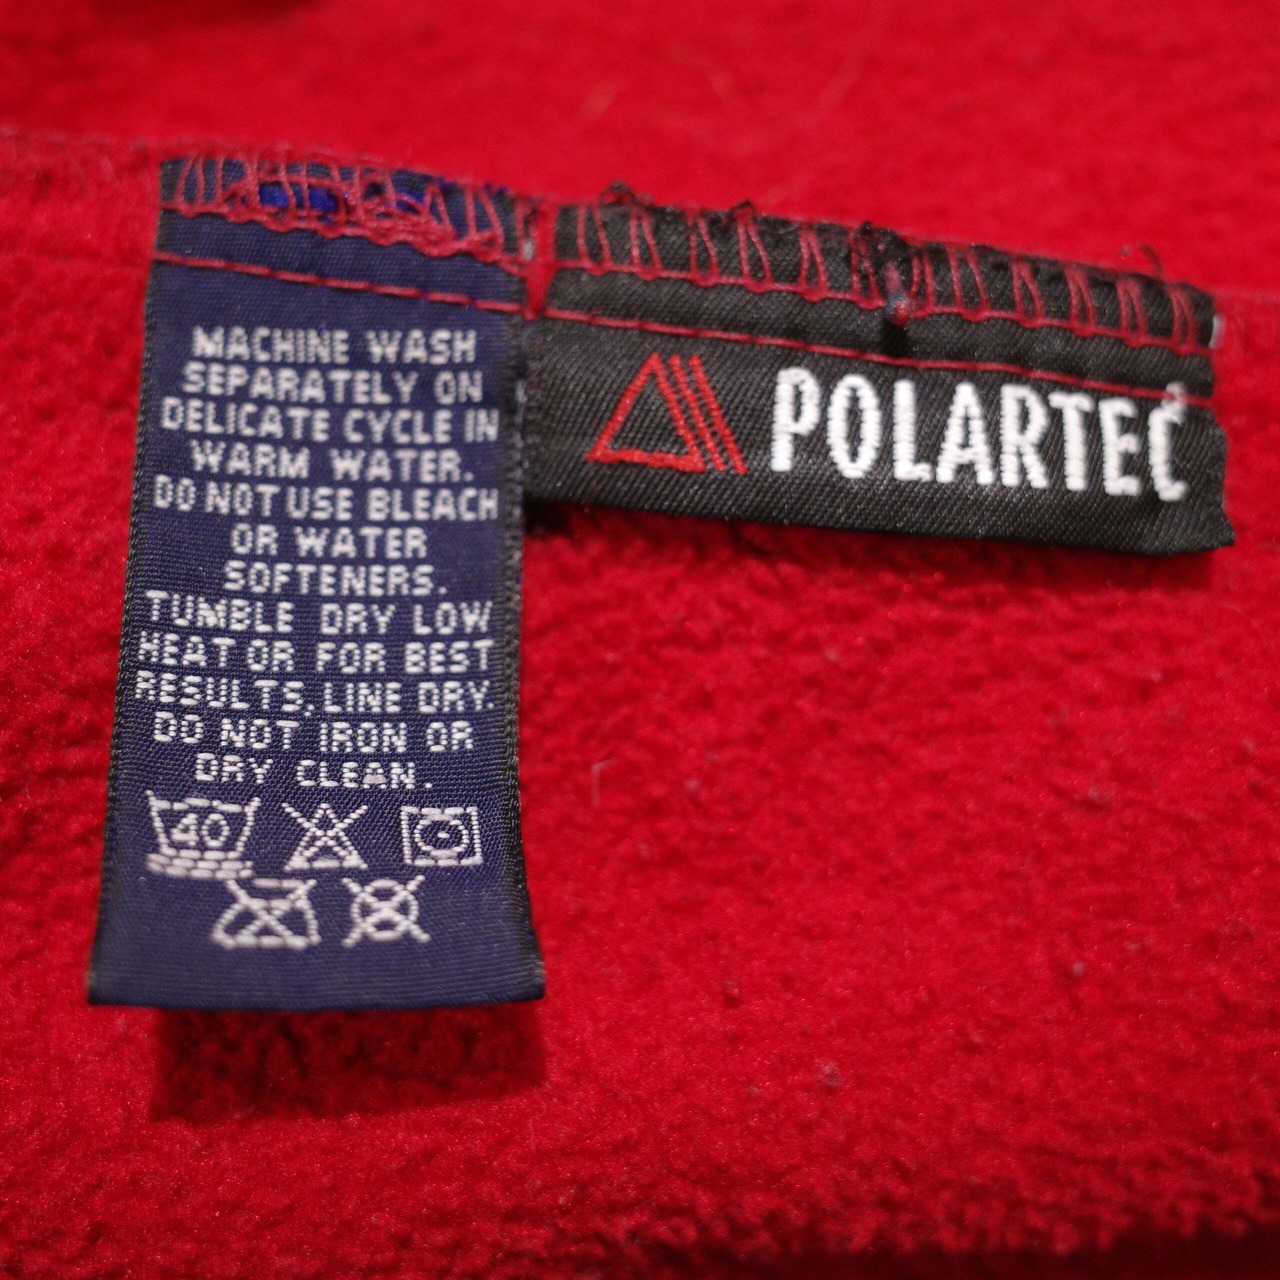 MACHINE WASH
SEPARATELY ON
DELICATE CYCLE IN
WARM WATER.
DO NOT USE BLEACH
OR WATER
SOFTENERS.
TUMBLE DRY LOW
HEAT OR FOR BEST
RESULTS, LINE DRY.
DO NOT IRON OR
DRY CLEAN.
40
POLARTEC